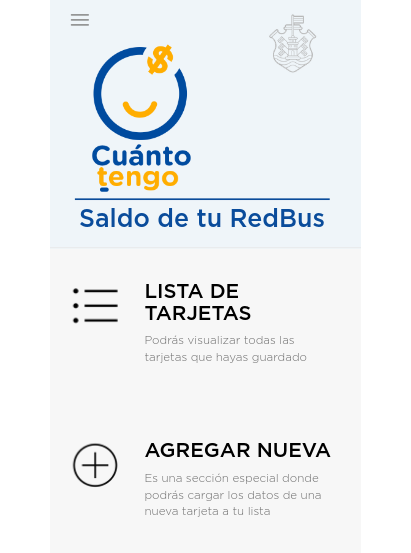 $
Cuánto
tengo
Saldo de tu RedBus
LISTA DE
TARJETAS
Podrás visualizar todas las
tarjetas que hayas guardado
AGREGAR NUEVA
Es una sección especial donde
podrás cargar los datos de una
nueva tarjeta a tu lista